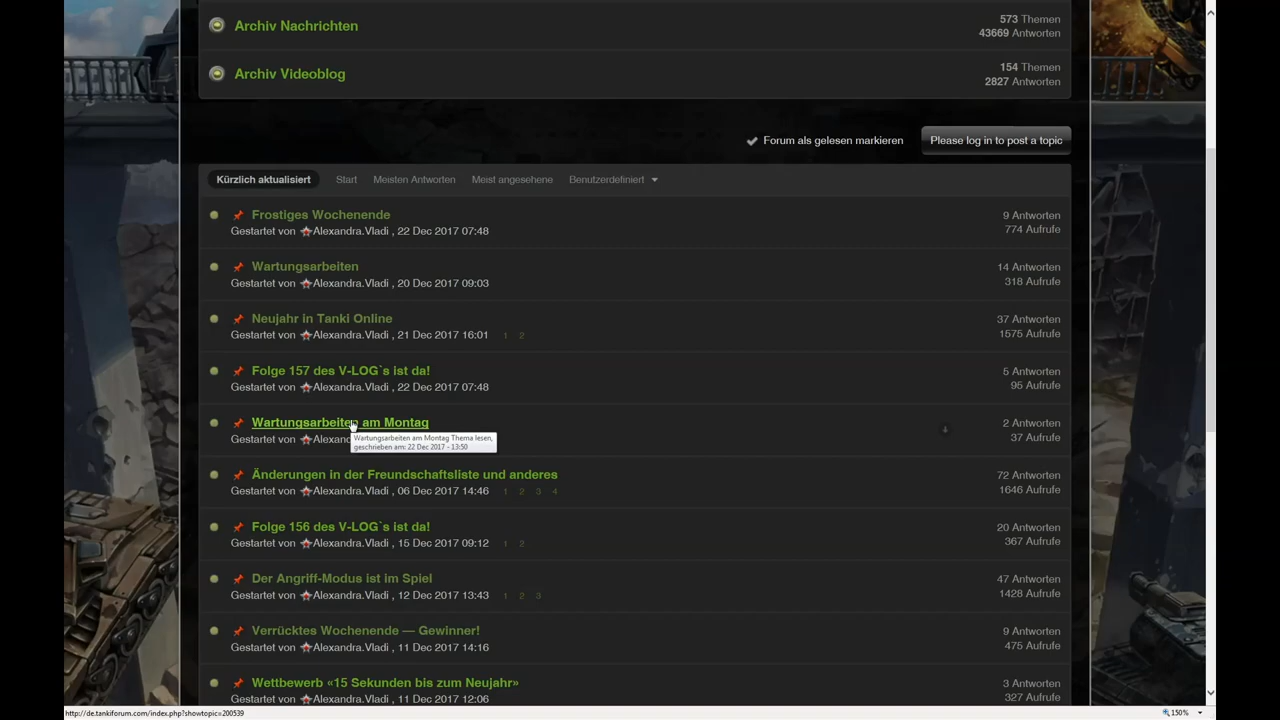 Archiv Nachrichten
573 Themen
43669 Antworten
Archiv Videoblog
154 Themen
2827 Antworten
Forum als gelesen markieren
Please log in to post a topic
Kürzlich aktualisiert Start Meisten Antworten Meist angesehene Benutzerdefiniert
Frostiges Wochenende
9 Antworten
Gestartet von Alexandra.Vladi , 22 Dec 2017 07:48
774 Aufrufe
Wartungsarbeiten
14 Antworten
Gestartet von Alexandra.Vladi , 20 Dec 2017 09:03
318 Aufrufe
Neujahr in Tanki Online
37 Antworten
Gestartet von Alexandra.Vladi , 21 Dec 2017 16:01 1 2
1575 Aufrufe
Folge 157 des V-LOG`s ist da!
5 Antworten
Gestartet von Alexandra.Vladi , 22 Dec 2017 07:48
95 Aufrufe
Wartungsarbeiten am Montag
2 Antworten
Gestartet von Alexan
37 Aufrufe
Wartungsarbeiten am Montag Thema lesen,
geschrieben am: 22 Dec 2017 - 13:50
Änderungen in der Freundschaftsliste und anderes
72 Antworten
Gestartet von Alexandra.Vladi , 06 Dec 2017 14:46 1 2 3 4
1646 Aufrufe
Folge 156 des V-LOG`s ist da!
20 Antworten
Gestartet von Alexandra.Vladi , 15 Dec 2017 09:12 1 2
367 Aufrufe
Der Angriff-Modus ist im Spiel
47 Antworten
Gestartet von Alexandra.Vladi , 12 Dec 2017 13:43 1 2 3
1428 Aufrufe
Verrücktes Wochenende — Gewinner!
9 Antworten
Gestartet von Alexandra.Vladi , 11 Dec 2017 14:16
475 Aufrufe
Wettbewerb «15 Sekunden bis zum Neujahr»
3 Antworten
Gestartet von Alexandra.Vladi , 11 Dec 2017 12:06
327 Aufrufe
http://de.tankiforum.com/index.php?showtopic=200539
150%